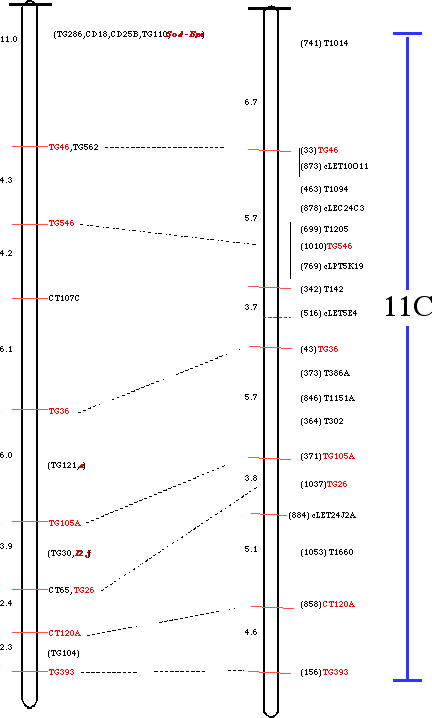 11.0
(TG286,CD18,CD25B,TG110,
(741) T1014
6.7
TG46,TG562
(33) TG46
(873) cLET10O11
4.3
(463) T1094
(878) cLEC24C3
5.7
TG546
(699) T1205
(1010)TG546
4.2
(769) cLPT5K19
(342) T142
CT107C
3.7
(516) cLET5E4
11C
6.1
(43) TG36
(373) T386A
5.7
(846) T1151A
TG36
(364) T302
6.0
(371) TG105A
(TG121,
3.8
(1037) TG26
TG105A
(884) cLET24J2A
3.9
(TG30,
5.1
(1053) T1660
CT65, TG26
2.4
(858) CT120A
CT120A
4.6
2.3
(TG104)
TG393
(156) TG393